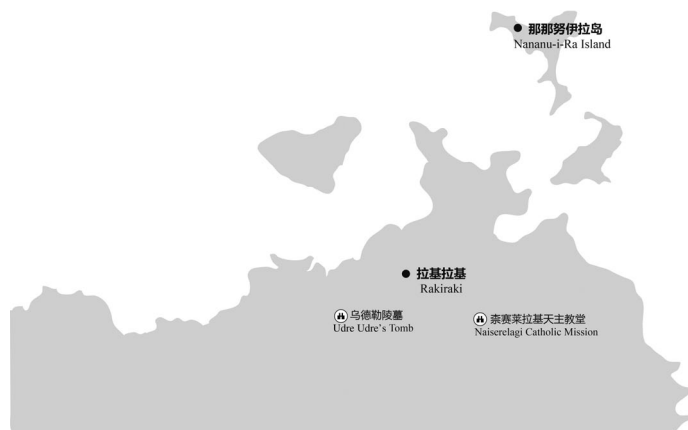 那那努伊拉岛
Nananu-i-Ra Island
拉基拉基
Rakiraki
乌德勒陵墓
Udre Udre's Tomb
柰赛莱拉基天主教堂
Naiserelagi Catholic Mission